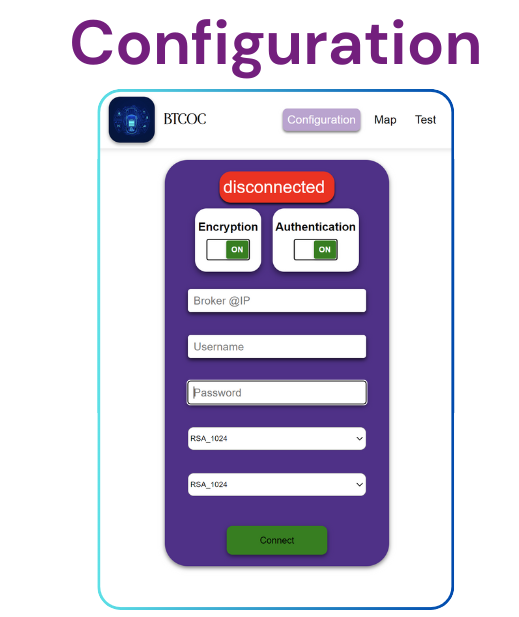 Configuration
BTCOC
Configuration Map Test
disconnected
Encryption Authentication
ON ON
Broker @IP
Username
Password
RSA_1024
RSA_1024
Connect